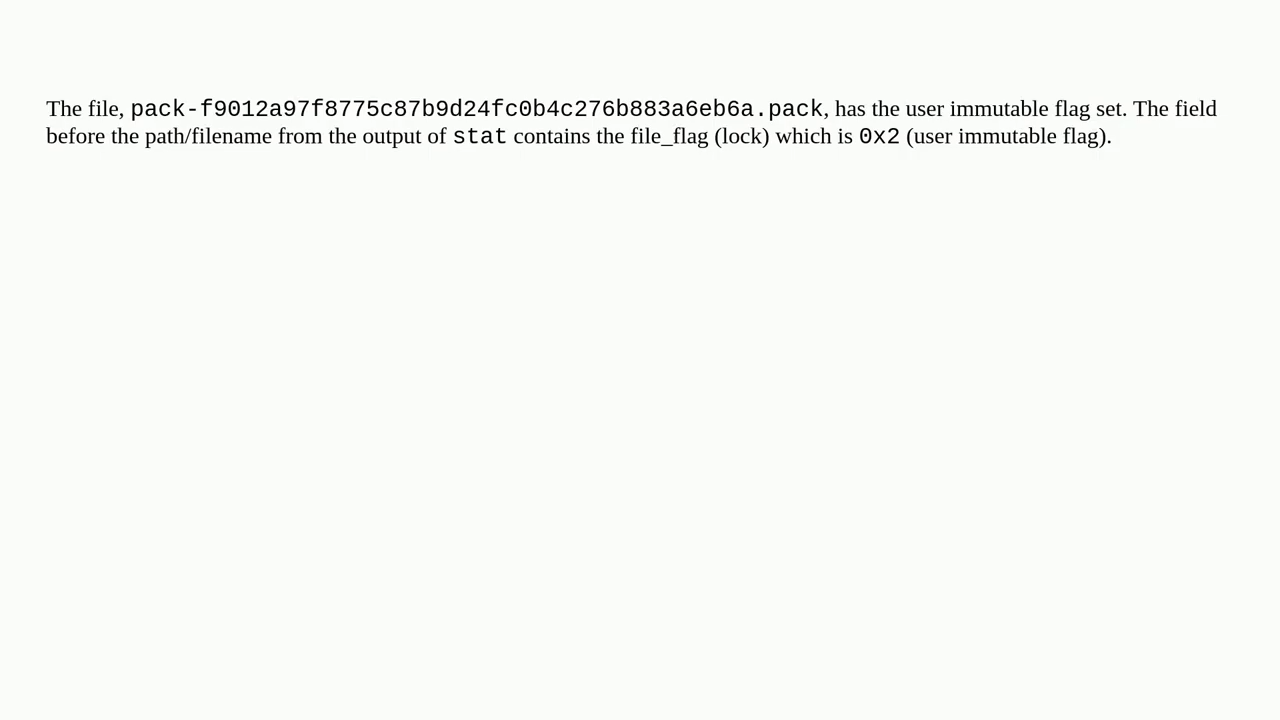 The file, pack-f9012a97f8775c87b9d24fc0b4c276b883a6eb6a.pack, has the user immutable flag set. The field
before the path/filename from the output of stat contains the file_flag (lock) which is 0x2 (user immutable flag).